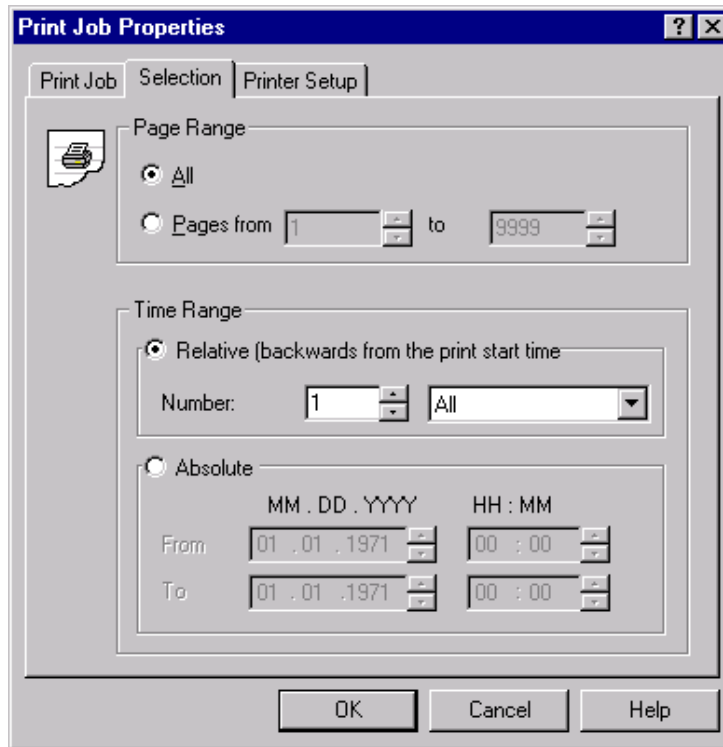 Print Job Properties
Print Job Selection Printer Setup
Page Range
All
Pages from 1 to 9999
Time Range
Relative (backwards from the print start time
Number: 1 All
Absolute
MM . DD . YYYY HH : MM
From 01 . 01 . 1971 00 : 00
To 01 . 01 .1971 00 : 00
OK Cancel Help